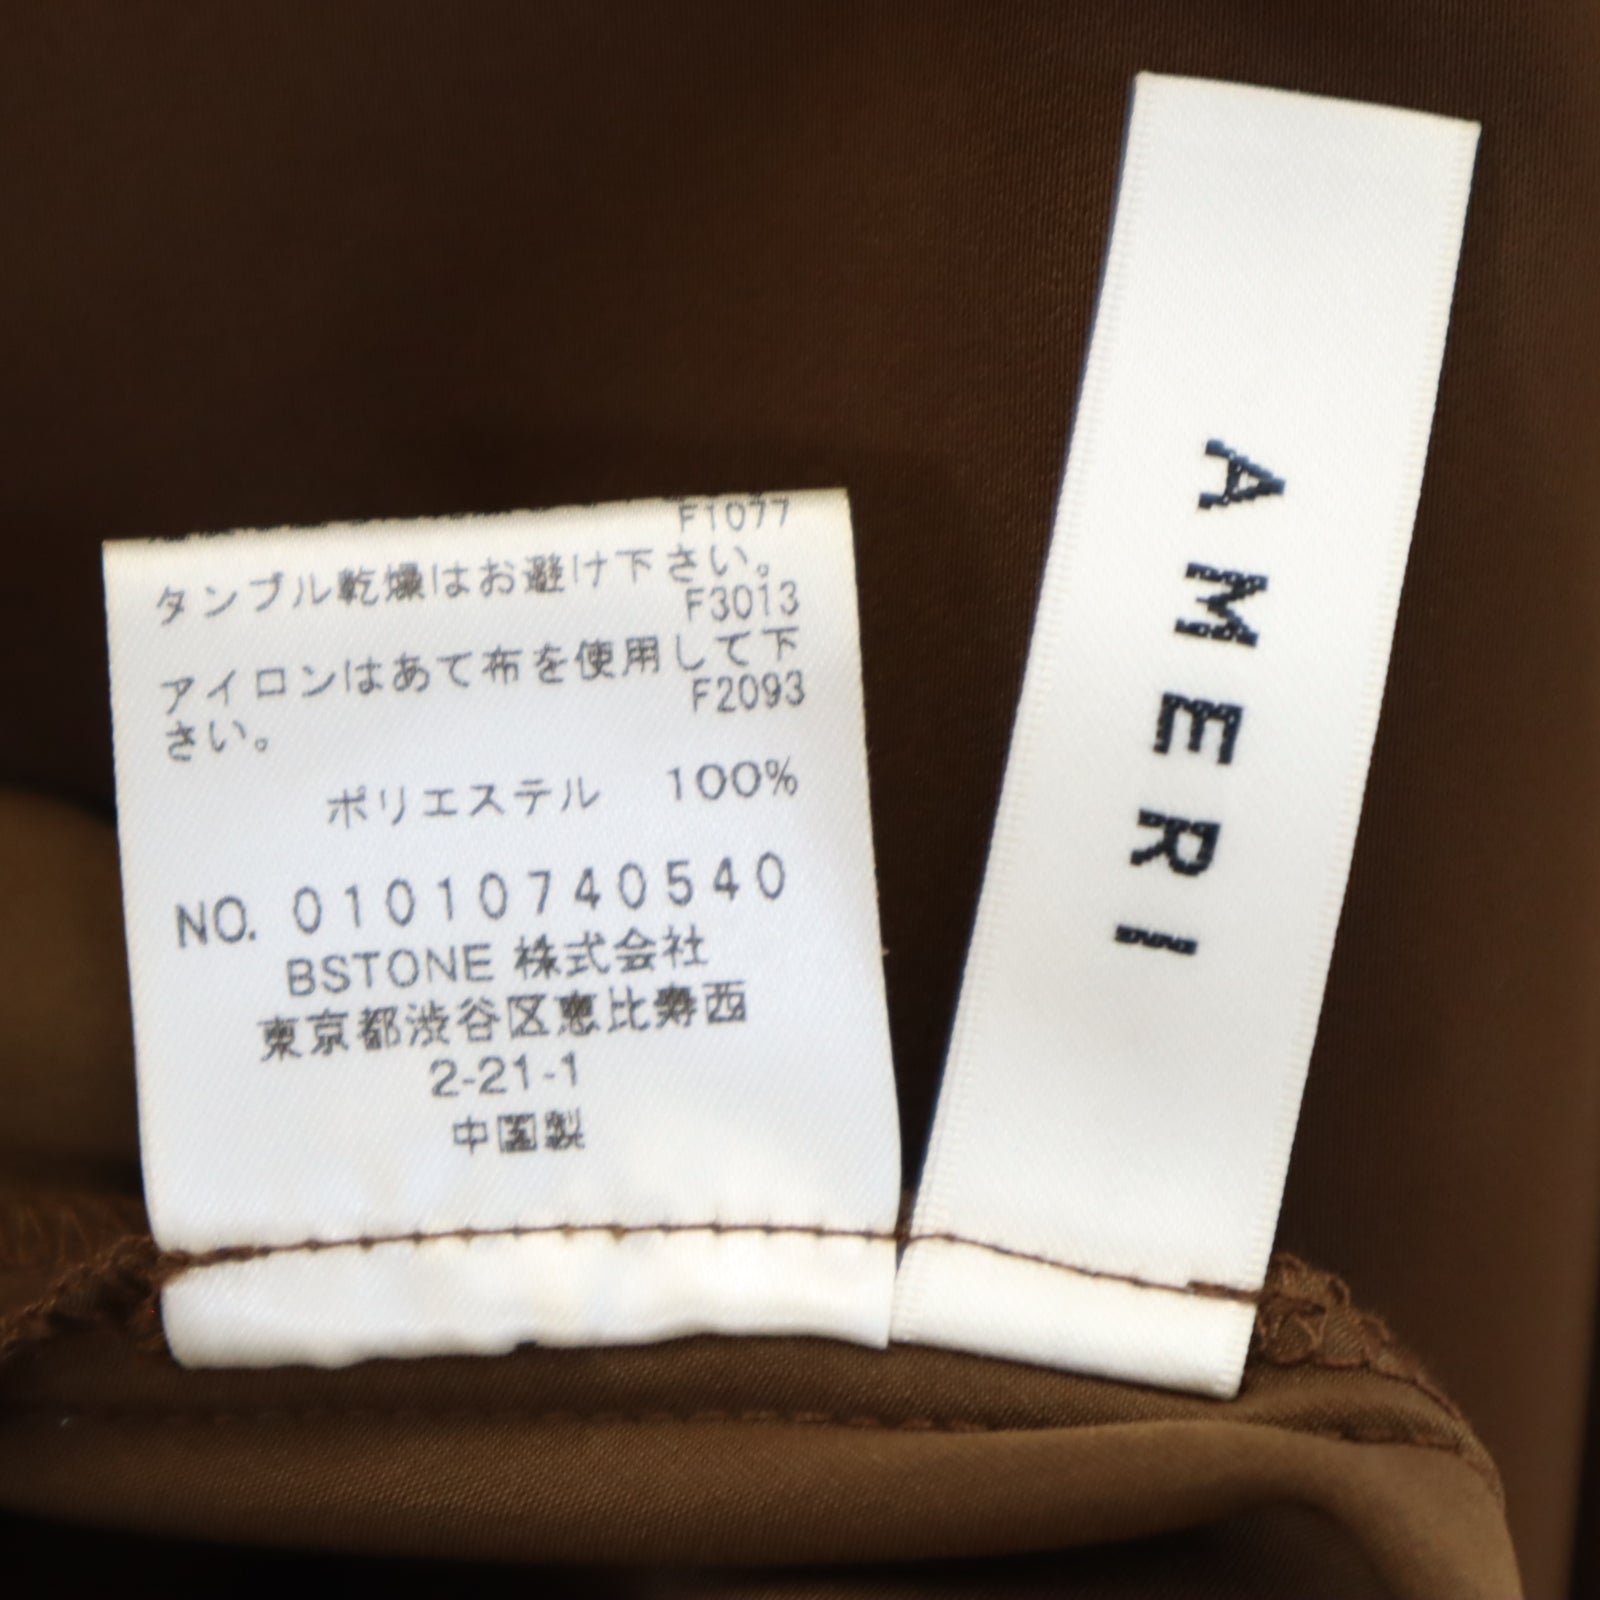 F1077
タンブル乾燥はお避け下さい。
F3013
アイロンはあて布を使用して下
F2093
さい。
ポリエステル 100%
NO. 01010740540
BSTONE 株式会社
東京都渋谷区恵比寿西
2-21-1
中国製
AMERI